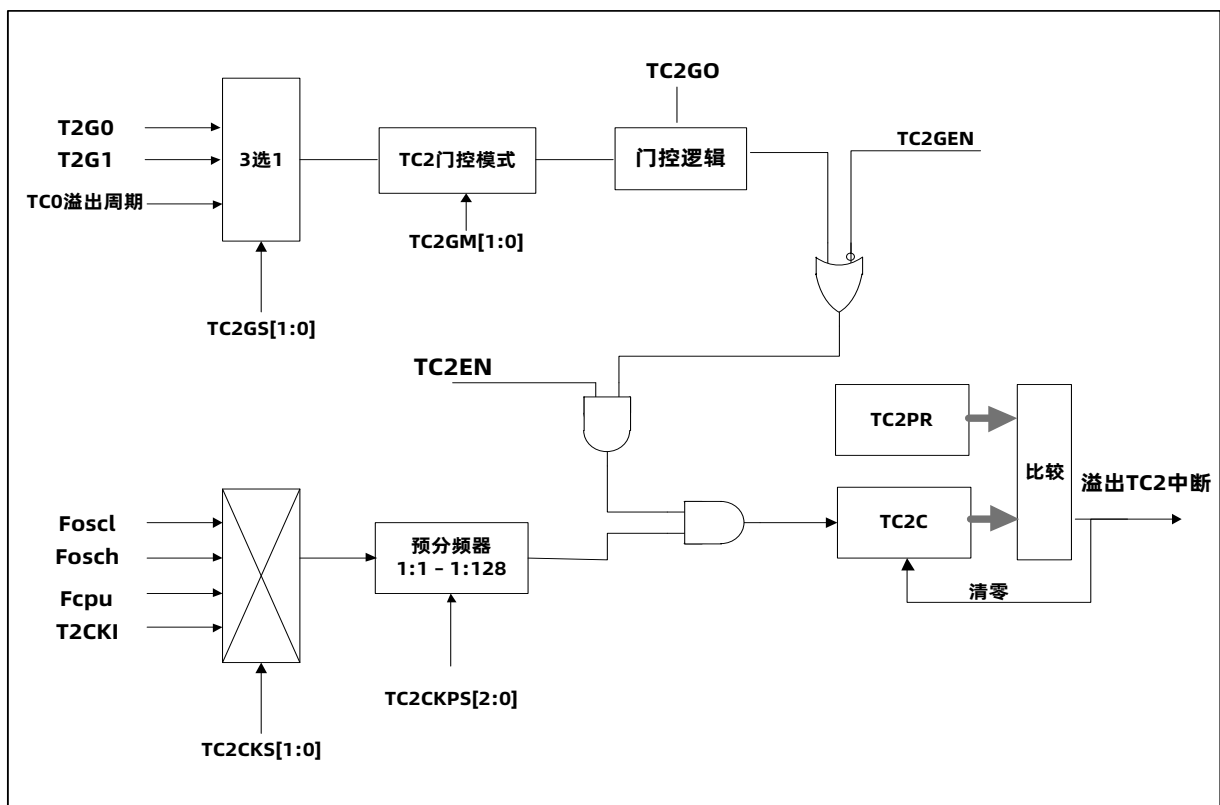 TC2GO
T2G0
T2G1
TC0溢出周期
3选1
TC2门控模式
门控逻辑
TC2GEN
TC2GM[1:0]
TC2GS[1:0]
TC2EN
TC2PR
比较
溢出TC2中断
Foscl
Fosch
Fcpu
T2CKI
预分频器
1:1 – 1:128
TC2C
清零
TC2CKPS[2:0]
TC2CKS[1:0]